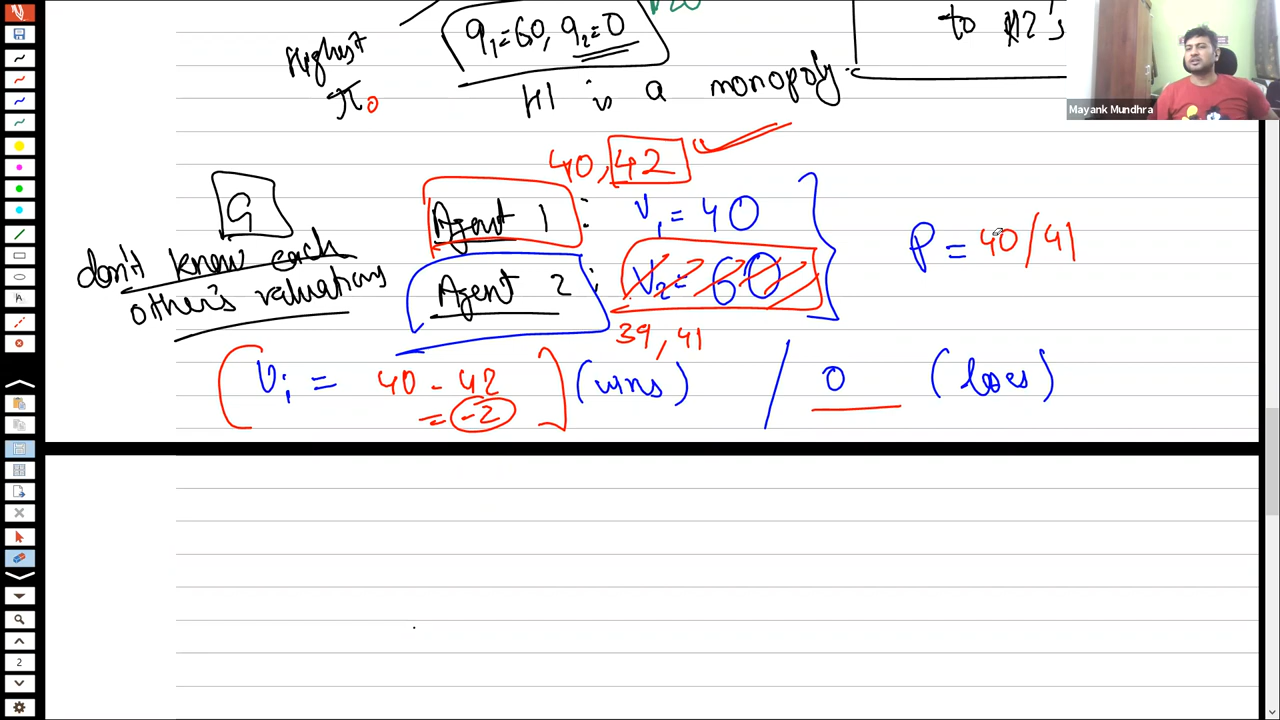 to H2's
Highest π0
q1=60, q2=0
H1 is a monopoly.
Mayank Mundhra
40, 42
G
Agent 1 : v1 = 40
P = 40/41
don't know each
other's valuations
Agent 2 : v2 = 60
39, 41
Ui = 40 - 42 (wins) / 0 (loses)
= -2
2